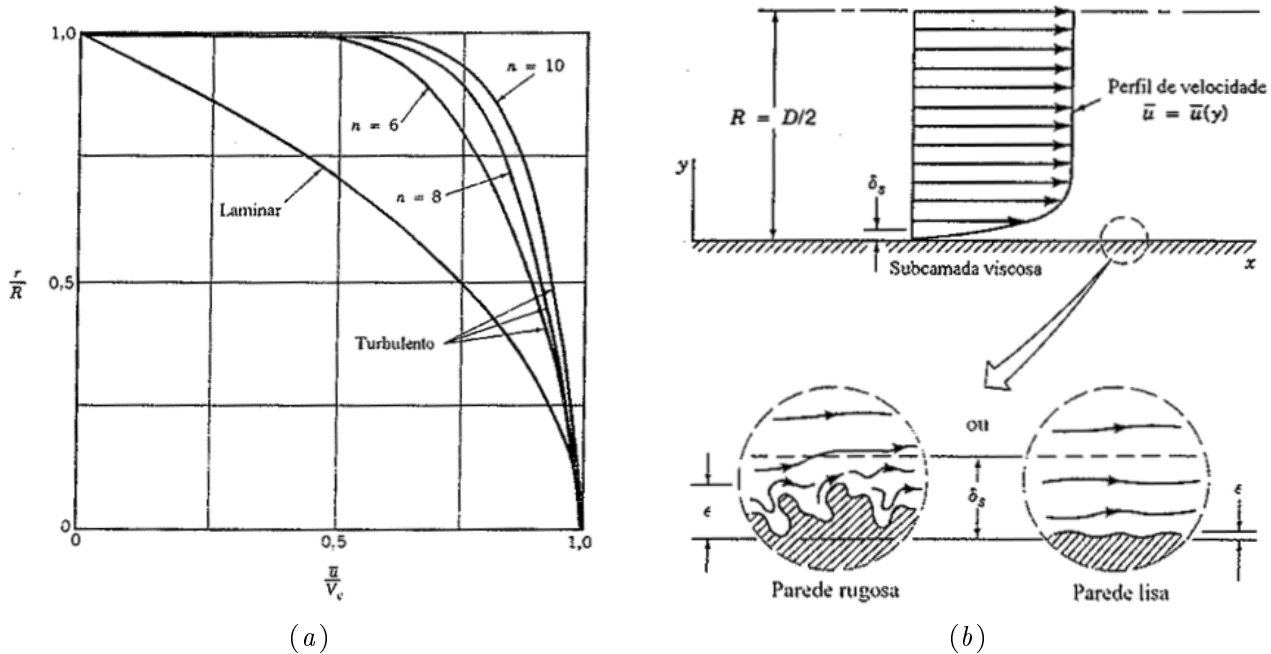 1,0
n = 10
n = 6
n = 8
Laminar
r/R
0,5
Turbulento
0
0
0,5
1,0
ū/V_c
(a)
R = D/2
Perfil de velocidade
ū = ū(y)
y
δ_s
x
Subcamada viscosa
ou
ϵ
δ_s
ϵ
Parede rugosa
Parede lisa
(b)